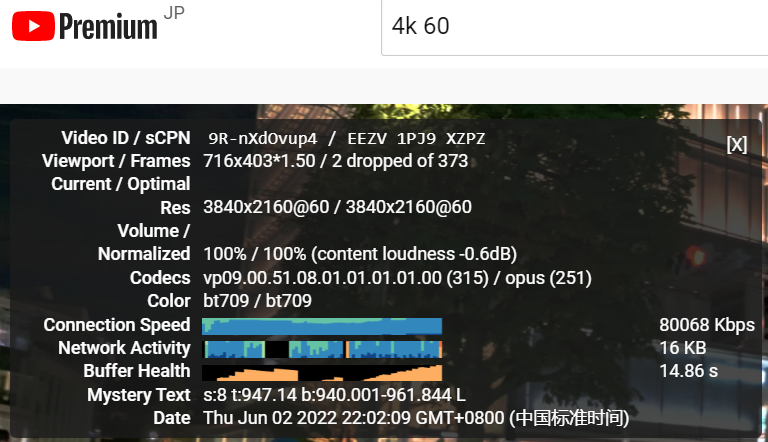 Premium JP
4k 60
Video ID / sCPN 9R-nXdOvup4 / EEZV 1PJ9 XZPZ
[X]
Viewport / Frames 716x403*1.50 / 2 dropped of 373
Current / Optimal
Res 3840x2160@60 / 3840x2160@60
Volume /
Normalized 100% / 100% (content loudness -0.6dB)
Codecs vp09.00.51.08.01.01.01.01.00 (315) / opus (251)
Color bt709 / bt709
Connection Speed 80068 Kbps
Network Activity 16 KB
Buffer Health 14.86 s
Mystery Text s:8 t:947.14 b:940.001-961.844 L
Date Thu Jun 02 2022 22:02:09 GMT+0800 (中国标准时间)